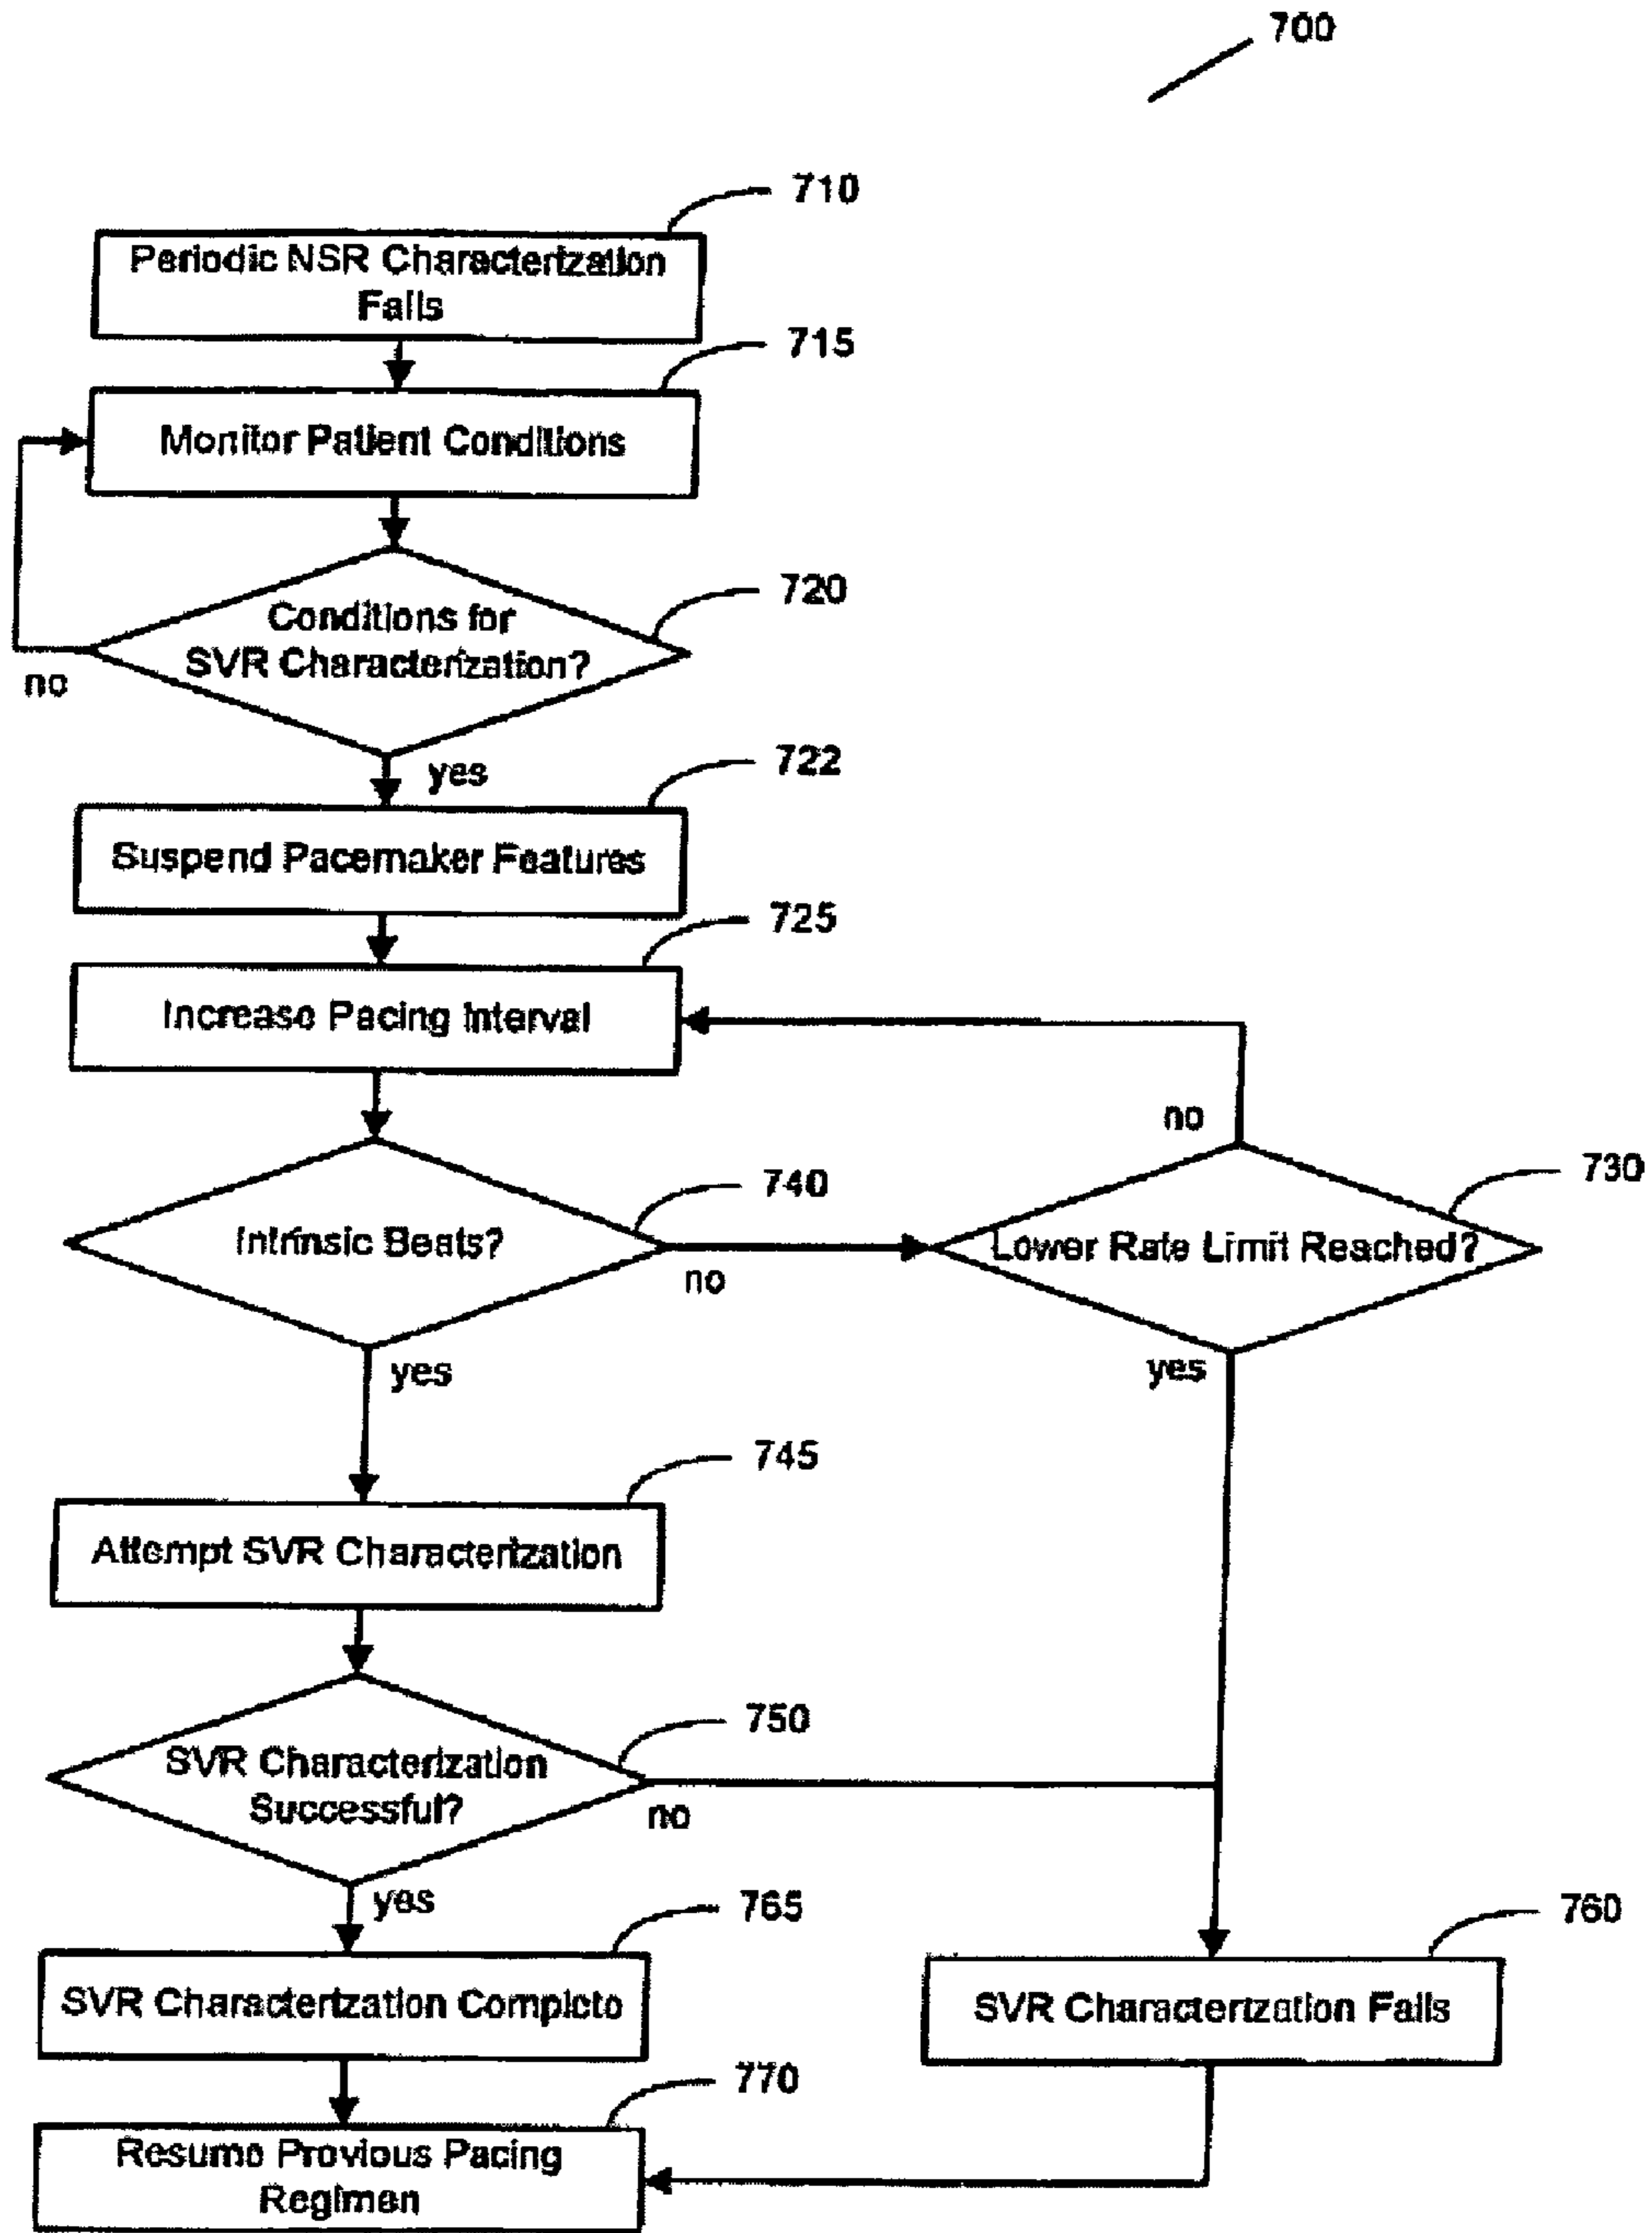 700
710
Periodic NSR Characterization
Fails
715
Monitor Patient Conditions
720
Conditions for
SVR Characterization?
no
yes
722
Suspend Pacemaker Features
725
Increase Pacing Interval
no
740
730
Intrinsic Beats?
Lower Rate Limit Reached?
no
yes
yes
745
Attempt SVR Characterization
750
SVR Characterization
Successful?
no
yes
765
760
SVR Characterization Complete
SVR Characterization Fails
770
Resume Previous Pacing
Regimen